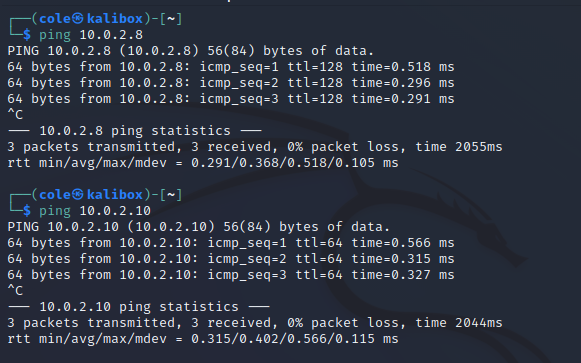 ┌──(cole㉿kalibox)-[~]
└─$ ping 10.0.2.8
PING 10.0.2.8 (10.0.2.8) 56(84) bytes of data.
64 bytes from 10.0.2.8: icmp_seq=1 ttl=128 time=0.518 ms
64 bytes from 10.0.2.8: icmp_seq=2 ttl=128 time=0.296 ms
64 bytes from 10.0.2.8: icmp_seq=3 ttl=128 time=0.291 ms
^C
--- 10.0.2.8 ping statistics ---
3 packets transmitted, 3 received, 0% packet loss, time 2055ms
rtt min/avg/max/mdev = 0.291/0.368/0.518/0.105 ms
┌──(cole㉿kalibox)-[~]
└─$ ping 10.0.2.10
PING 10.0.2.10 (10.0.2.10) 56(84) bytes of data.
64 bytes from 10.0.2.10: icmp_seq=1 ttl=64 time=0.566 ms
64 bytes from 10.0.2.10: icmp_seq=2 ttl=64 time=0.315 ms
64 bytes from 10.0.2.10: icmp_seq=3 ttl=64 time=0.327 ms
^C
--- 10.0.2.10 ping statistics ---
3 packets transmitted, 3 received, 0% packet loss, time 2044ms
rtt min/avg/max/mdev = 0.315/0.402/0.566/0.115 ms